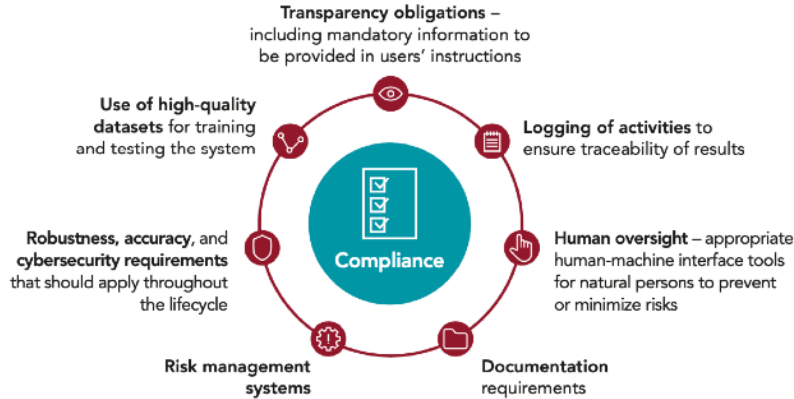 Transparency obligations –
including mandatory information to
be provided in users' instructions
Use of high-quality
datasets for training
and testing the system
Logging of activities to
ensure traceability of results
Compliance
Robustness, accuracy, and
cybersecurity requirements
that should apply throughout
the lifecycle
Human oversight – appropriate
human-machine interface tools
for natural persons to prevent
or minimize risks
Risk management
systems
Documentation
requirements